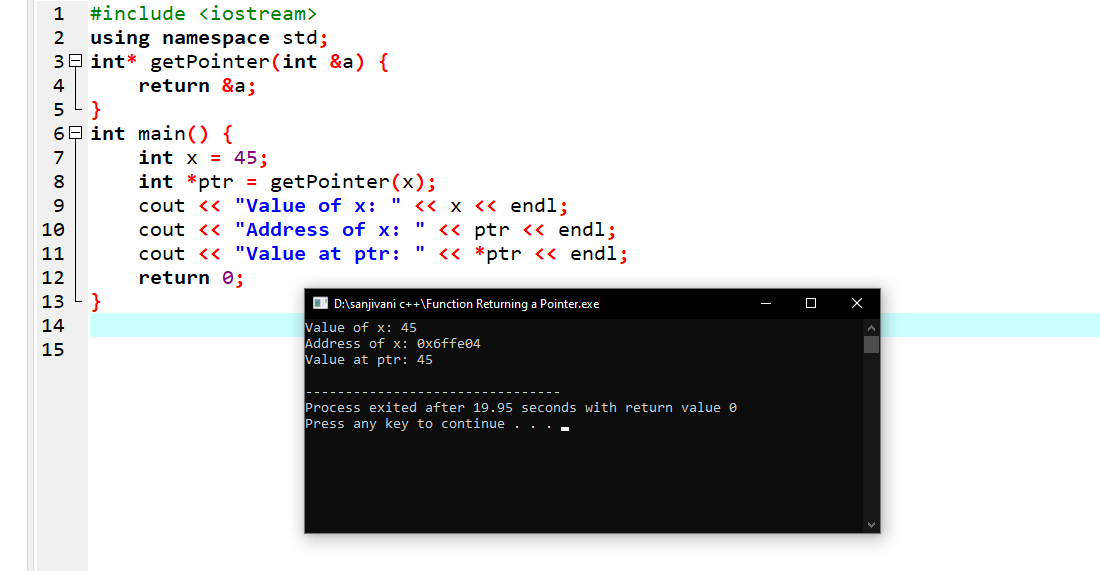 1 #include <iostream>
2 using namespace std;
3 int* getPointer(int &a) {
4 return &a;
5 }
6 int main() {
7 int x = 45;
8 int *ptr = getPointer(x);
9 cout << "Value of x: " << x << endl;
10 cout << "Address of x: " << ptr << endl;
11 cout << "Value at ptr: " << *ptr << endl;
12 return 0;
13 }
14
15
D:\sanjivani c++\Function Returning a Pointer.exe
Value of x: 45
Address of x: 0x6ffe04
Value at ptr: 45
--------------------------------
Process exited after 19.95 seconds with return value 0
Press any key to continue . . .